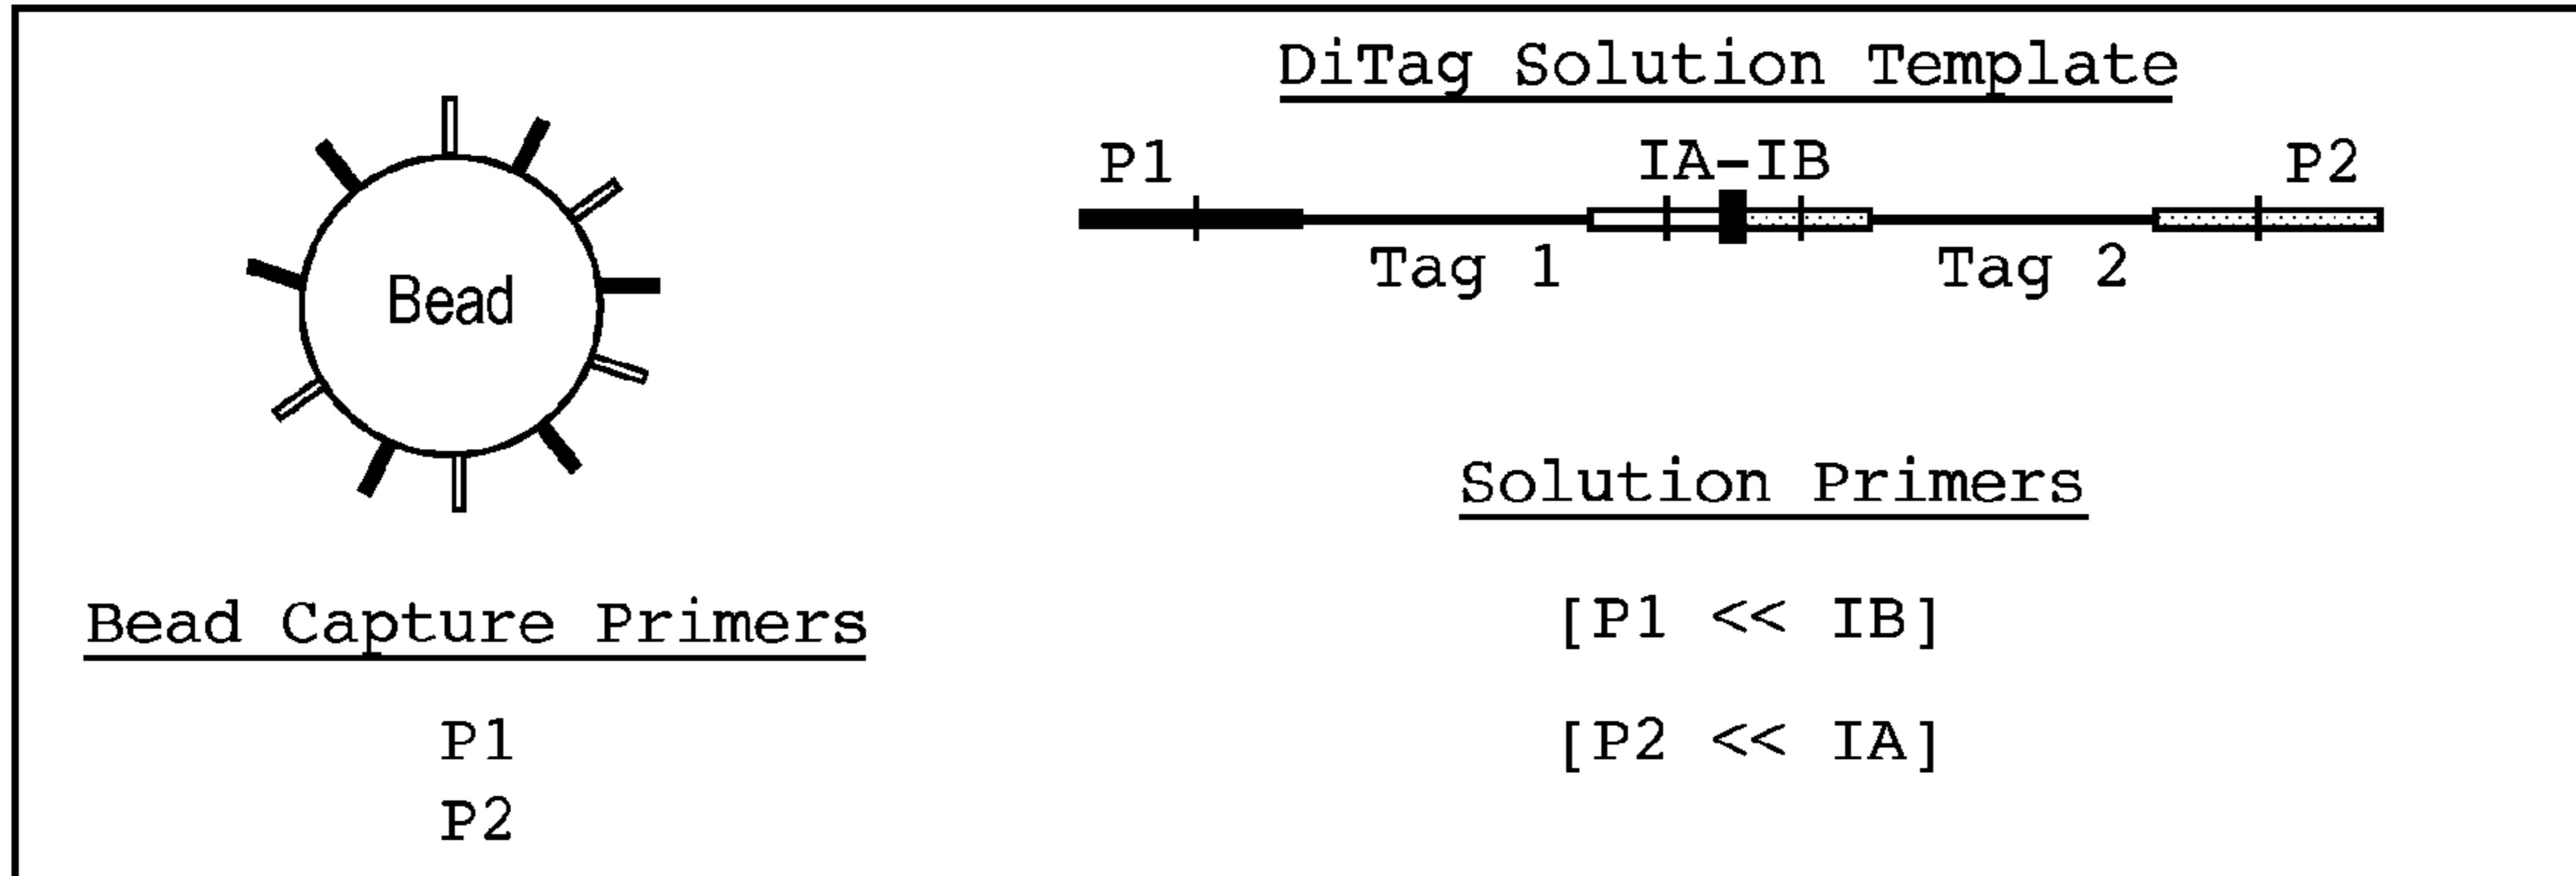 DiTag Solution Template
P1 IA-IB P2
Tag 1 Tag 2
Bead
Solution Primers
[P1 << IB]
[P2 << IA]
Bead Capture Primers
P1
P2